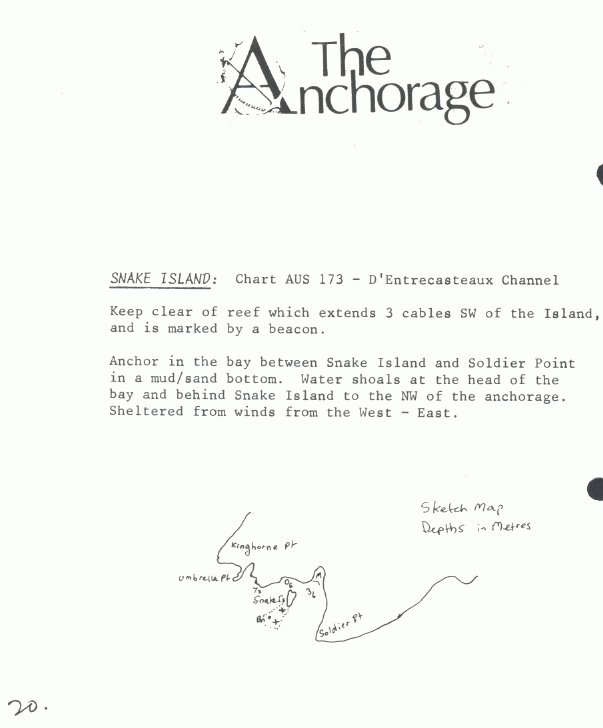 The
Anchorage
SNAKE ISLAND: Chart AUS 173 - D'Entrecasteaux Channel
Keep clear of reef which extends 3 cables SW of the Island,
and is marked by a beacon.
Anchor in the bay between Snake Island and Soldier Point
in a mud/sand bottom. Water shoals at the head of the
bay and behind Snake Island to the NW of the anchorage.
Sheltered from winds from the West - East.
Sketch Map
Depths in Metres
Kinghorne Pt
Umbrella Pt
Snake Is
Bn
Soldier Pt
20.